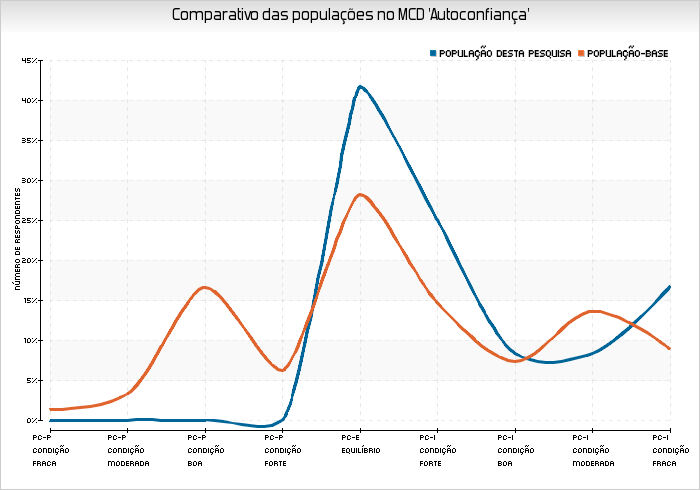 Comparativo das populações no MCD 'Autoconfiança'
POPULAÇÃO DESTA PESQUISA POPULAÇÃO-BASE
NÚMERO DE RESPONDENTES
45%
40%
35%
30%
25%
20%
15%
10%
5%
0%
PC-P PC-P PC-P PC-P PC-E PC-I PC-I PC-I PC-I
CONDIÇÃO CONDIÇÃO CONDIÇÃO CONDIÇÃO EQUILÍBRIO CONDIÇÃO CONDIÇÃO CONDIÇÃO CONDIÇÃO
FRACA MODERADA BOA FORTE FORTE BOA MODERADA FRACA